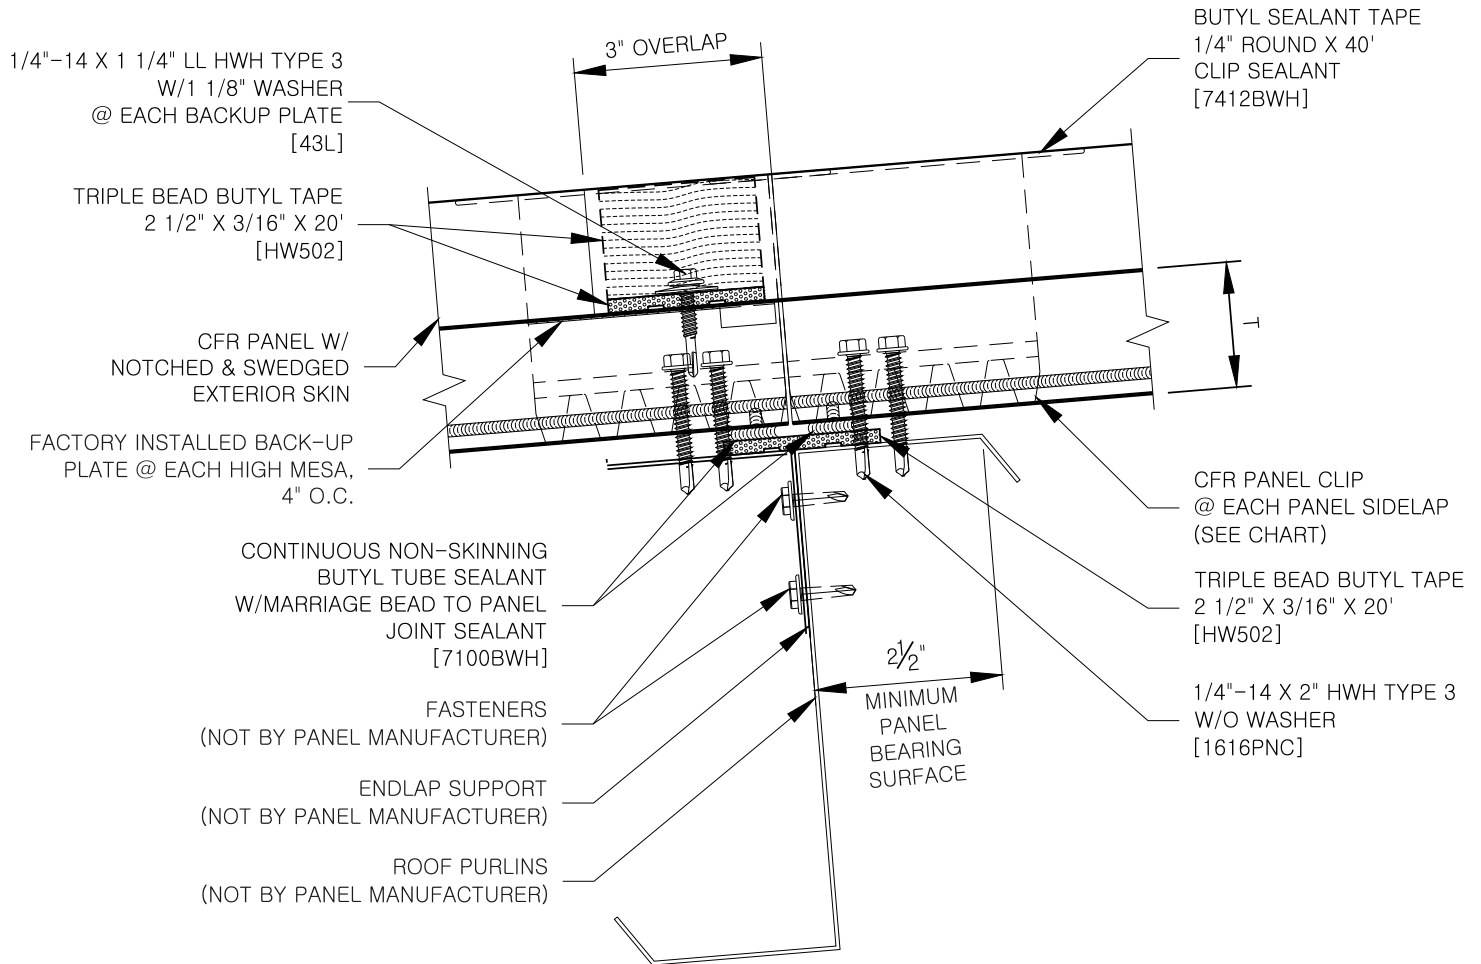 3" OVERLAP
1/4"-14 X 1 1/4" LL HWH TYPE 3
W/1 1/8" WASHER
@ EACH BACKUP PLATE
[43L]
TRIPLE BEAD BUTYL TAPE
2 1/2" X 3/16" X 20'
[HW502]
CFR PANEL W/
NOTCHED & SWEDGED
EXTERIOR SKIN
FACTORY INSTALLED BACK-UP
PLATE @ EACH HIGH MESA,
4" O.C.
CONTINUOUS NON-SKINNING
BUTYL TUBE SEALANT
W/MARRIAGE BEAD TO PANEL
JOINT SEALANT
[7100BWH]
FASTENERS
(NOT BY PANEL MANUFACTURER)
ENDLAP SUPPORT
(NOT BY PANEL MANUFACTURER)
ROOF PURLINS
(NOT BY PANEL MANUFACTURER)
2½"
MINIMUM
PANEL
BEARING
SURFACE
BUTYL SEALANT TAPE
1/4" ROUND X 40'
CLIP SEALANT
[7412BWH]
T
CFR PANEL CLIP
@ EACH PANEL SIDELAP
(SEE CHART)
TRIPLE BEAD BUTYL TAPE
2 1/2" X 3/16" X 20'
[HW502]
1/4"-14 X 2" HWH TYPE 3
W/O WASHER
[1616PNC]